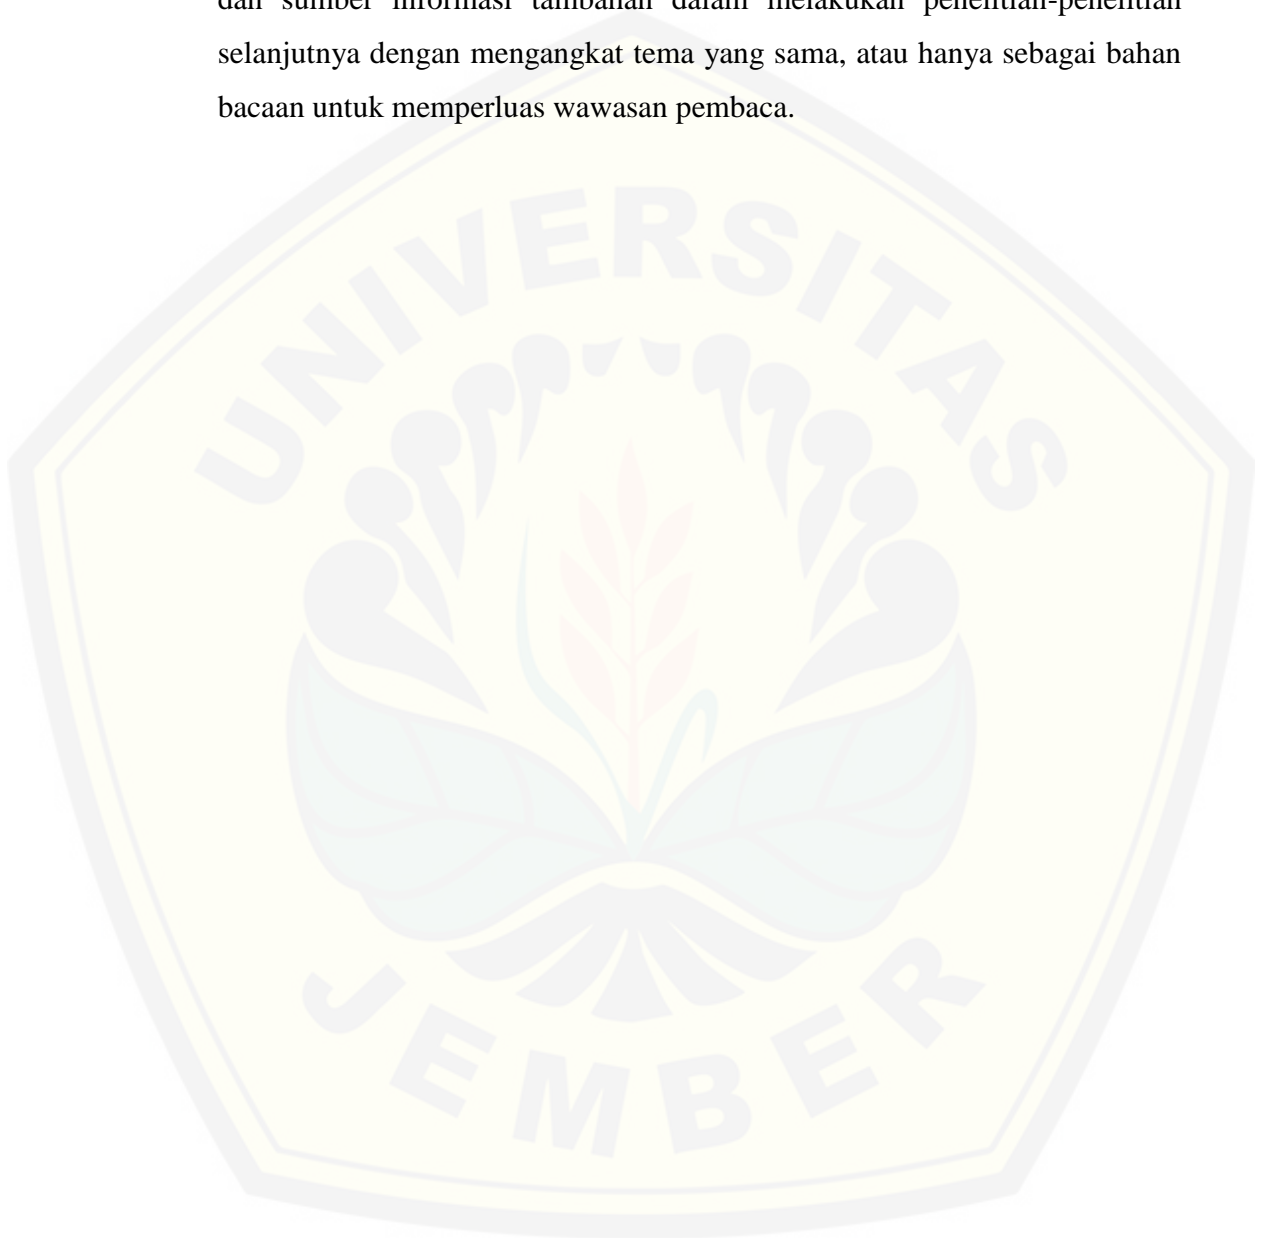 dan sumber informasi tambahan dalam melakukan penelitian-penelitian
selanjutnya dengan mengangkat tema yang sama, atau hanya sebagai bahan
bacaan untuk memperluas wawasan pembaca.
UNIVERSITAS
JEMBER